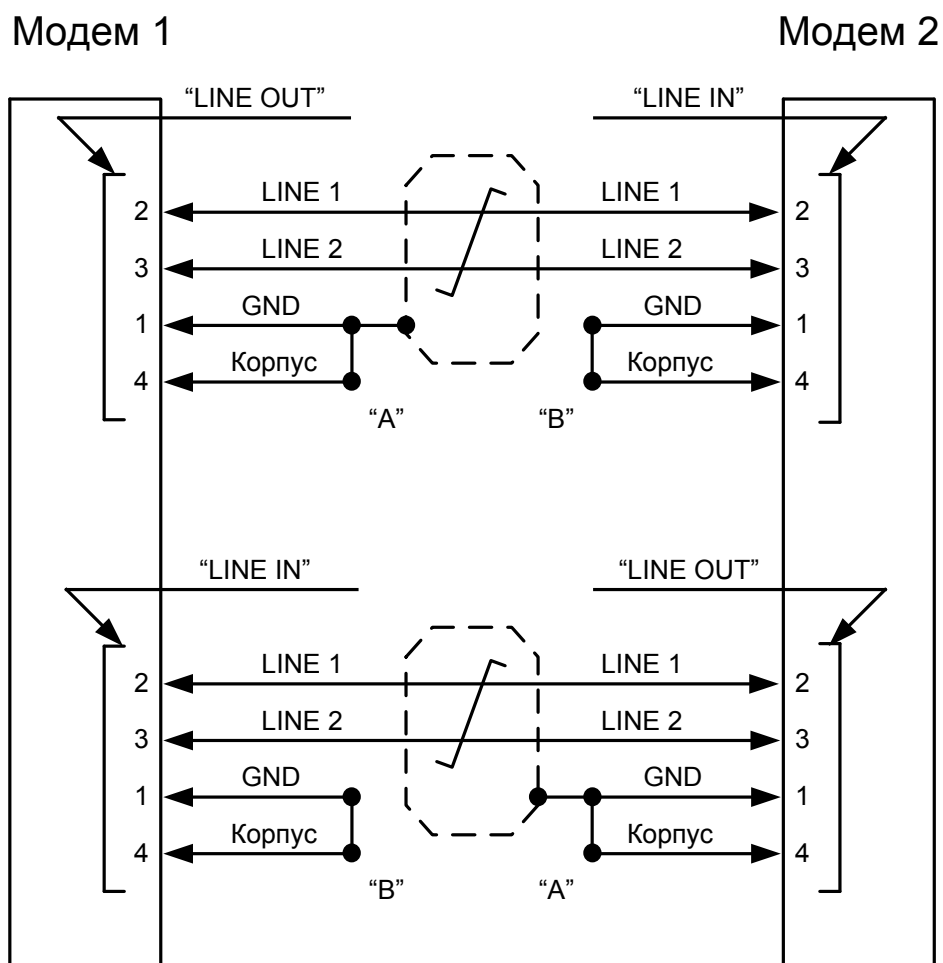 Модем 1 Модем 2
“LINE OUT” “LINE IN”
2 LINE 1 LINE 1 2
3 LINE 2 LINE 2 3
1 GND GND 1
4 Корпус Корпус 4
“A” “B”
“LINE IN” “LINE OUT”
2 LINE 1 LINE 1 2
3 LINE 2 LINE 2 3
1 GND GND 1
4 Корпус Корпус 4
“B” “A”